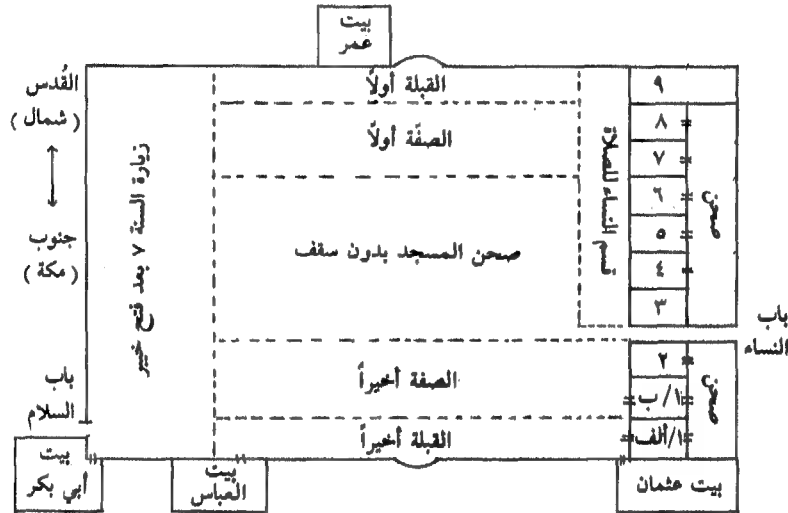 بيت
عمر
القُدس
( شمال )
جنوب
( مكة )
باب
السلام
بيت
أبي بكر
زيارة السنة ٧ بعد فتح خيبر
القبلة أولاً
الصفّة أولاً
صحن المسجد بدون سقف
الصفة أخيراً
القبلة أخيراً
بيت
العباس
قسم النساء للصلاة
٩
٨
٧
٦
٥
٤
٣
٢
١/ب
١/ألف
صحن
صحن
باب
النساء
بيت عثمان